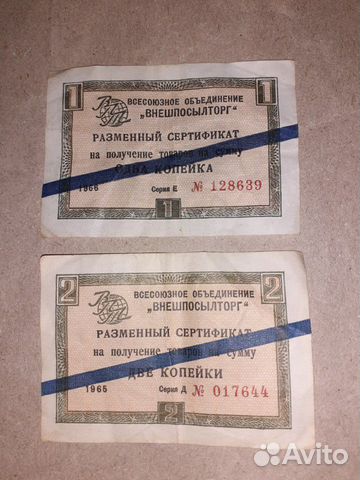 1 ВСЕСОЮЗНОЕ ОБЪЕДИНЕНИЕ 1
„ВНЕШПОСЫЛТОРГ"
РАЗМЕННЫЙ СЕРТИФИКАТ
на получение товаров на сумму
ОДНА КОПЕЙКА
1966 Серия Е № 128639
1
2 ВСЕСОЮЗНОЕ ОБЪЕДИНЕНИЕ 2
„ВНЕШПОСЫЛТОРГ"
РАЗМЕННЫЙ СЕРТИФИКАТ
на получение товаров на сумму
ДВЕ КОПЕЙКИ
1965 Серия Д № 017644
2
Avito